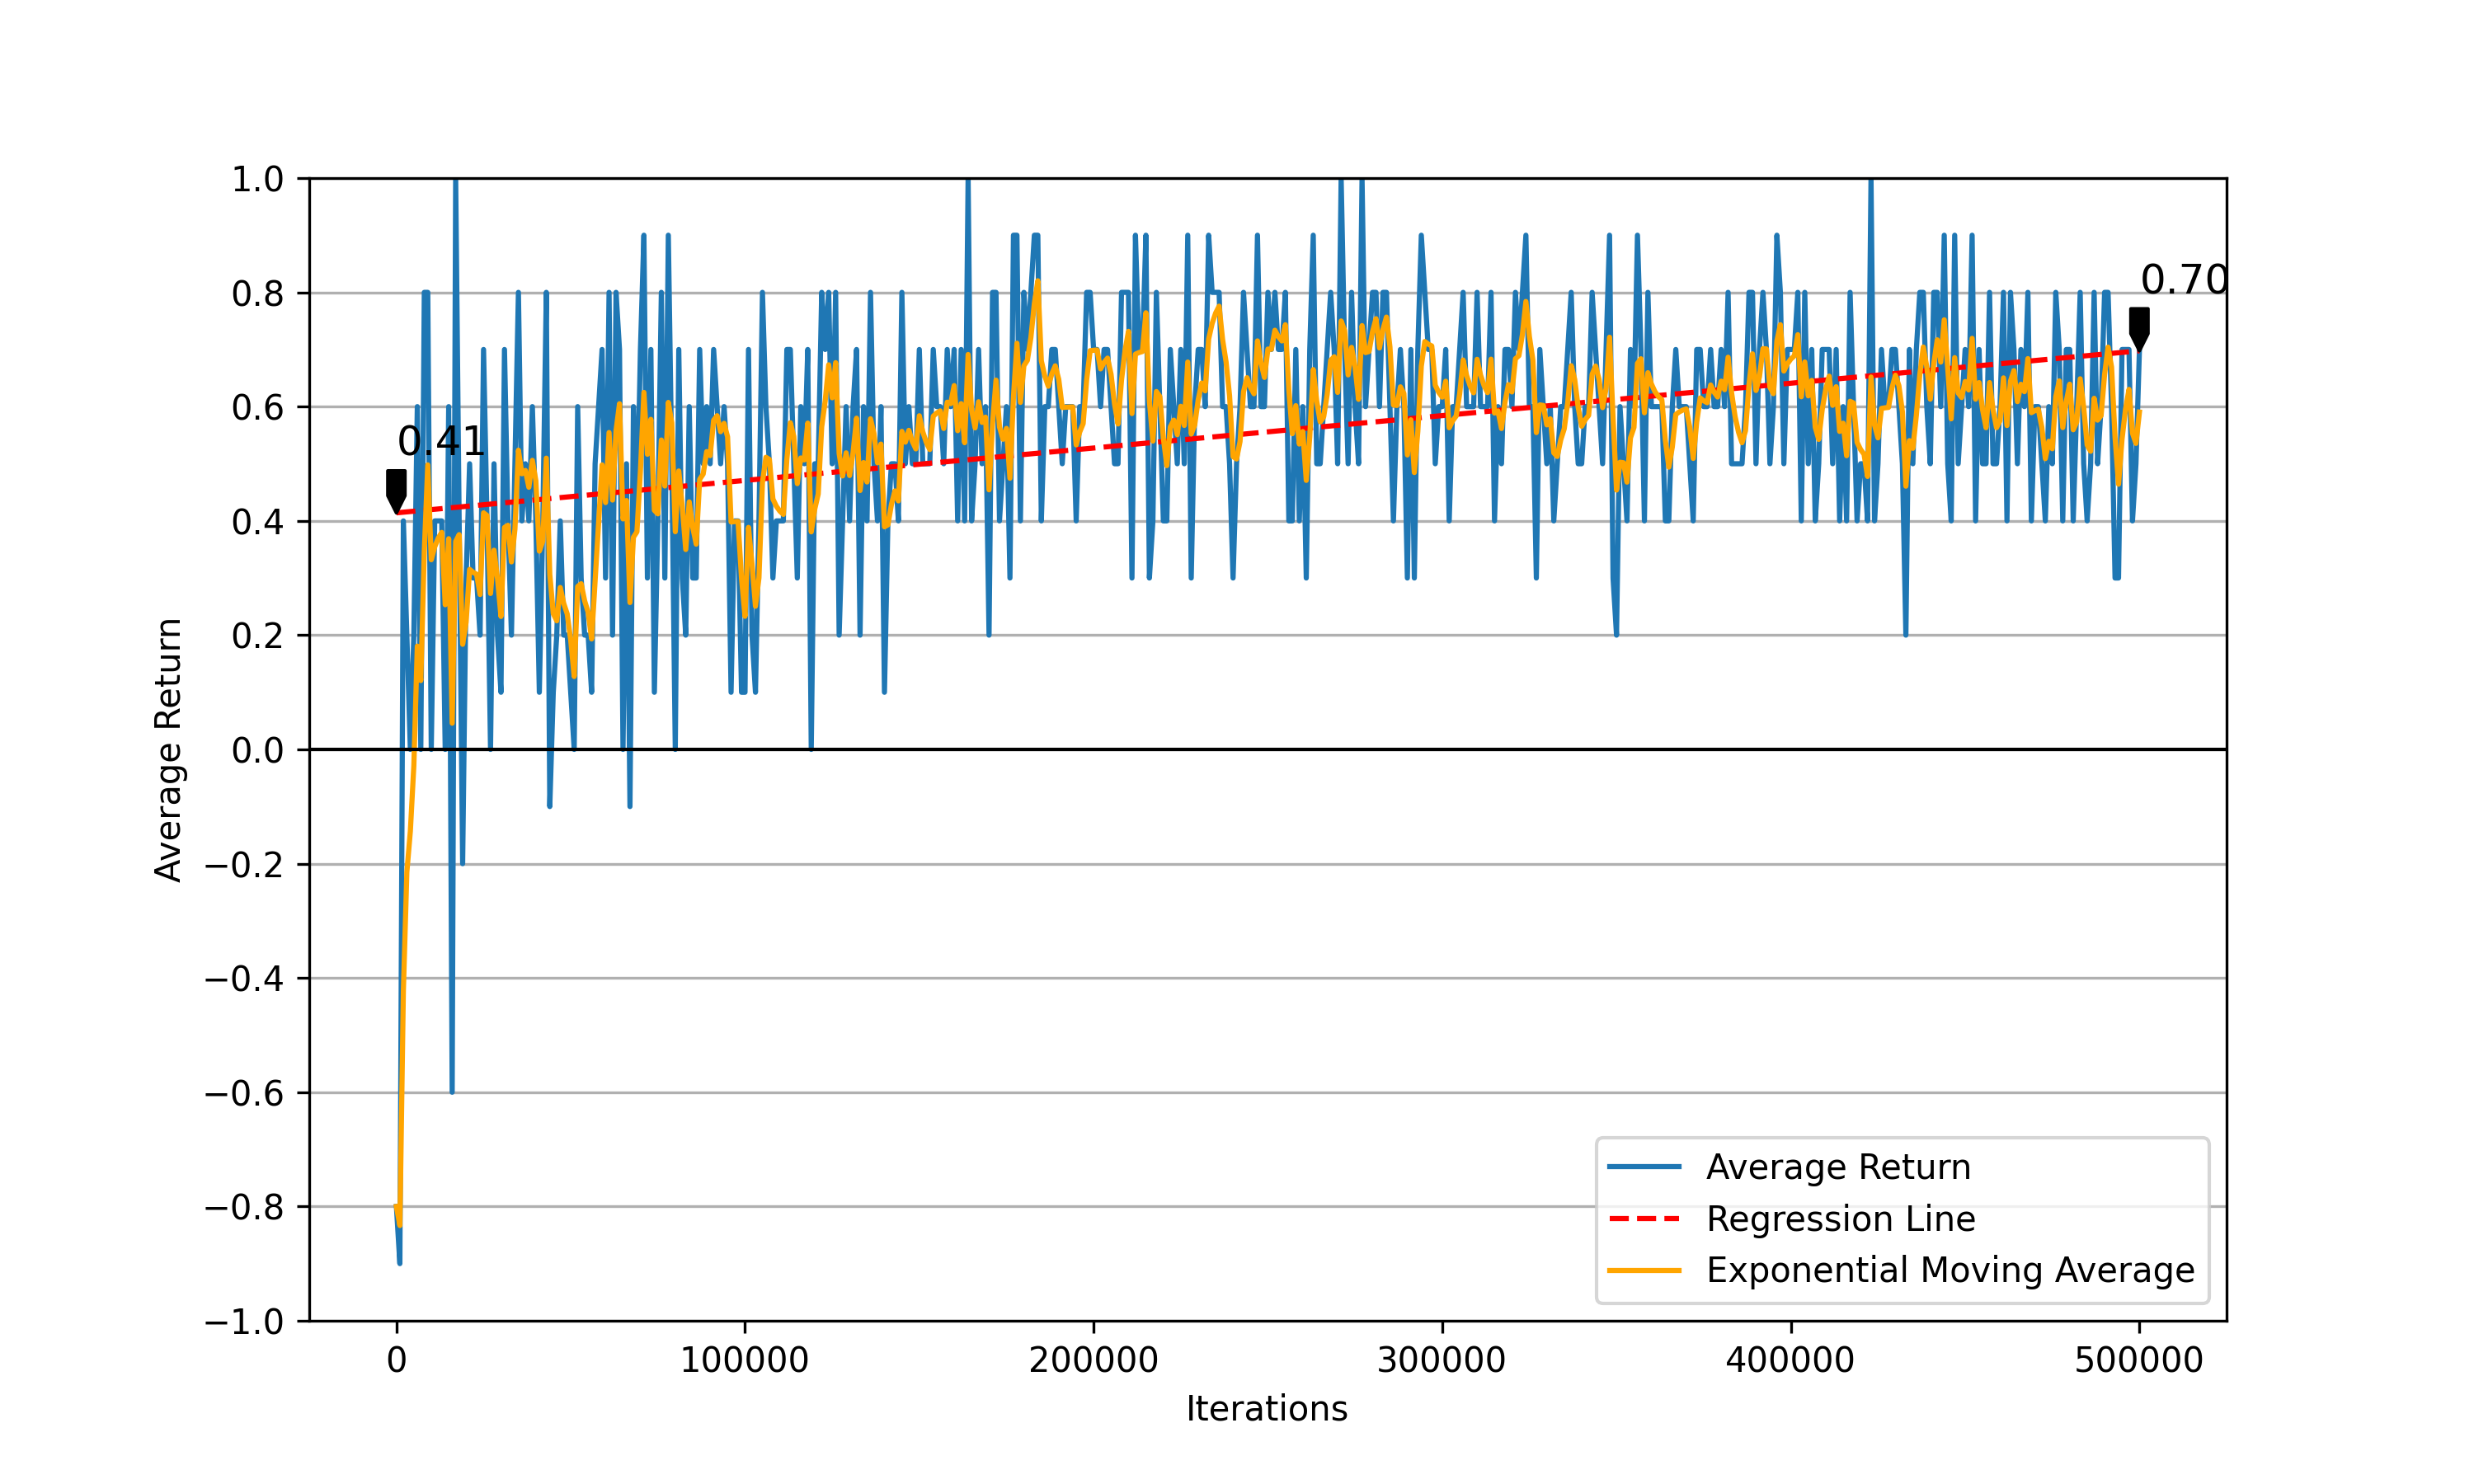 1.0
0.8
0.6
0.4
0.2
0.0
−0.2
−0.4
−0.6
−0.8
−1.0
Average Return
0.41
0.70
Average Return
Regression Line
Exponential Moving Average
0 100000 200000 300000 400000 500000
Iterations